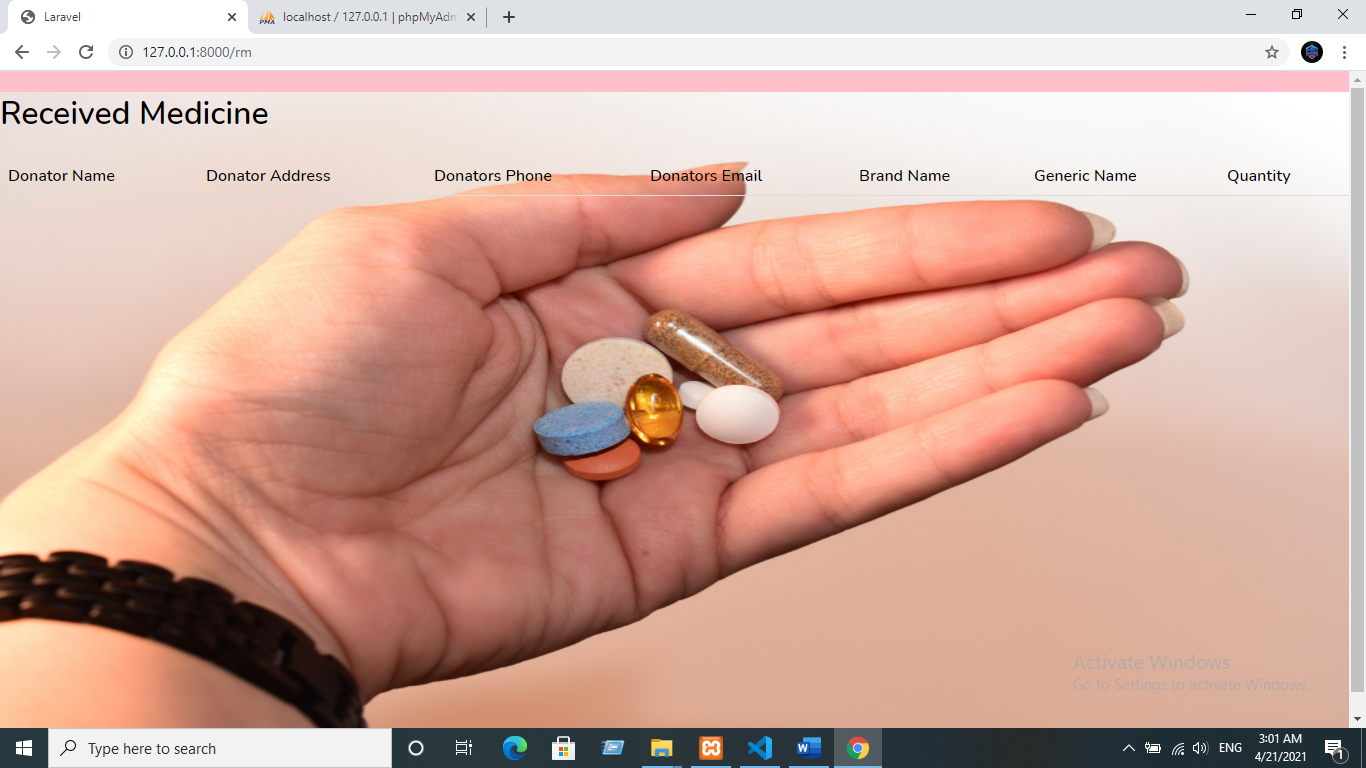 Laravel
localhost / 127.0.0.1 | phpMyAdm
127.0.0.1:8000/rm
Received Medicine
Donator Name Donator Address Donators Phone Donators Email Brand Name Generic Name Quantity
Activate Windows
Go to Settings to activate Windows.
Type here to search
ENG
3:01 AM
4/21/2021
1